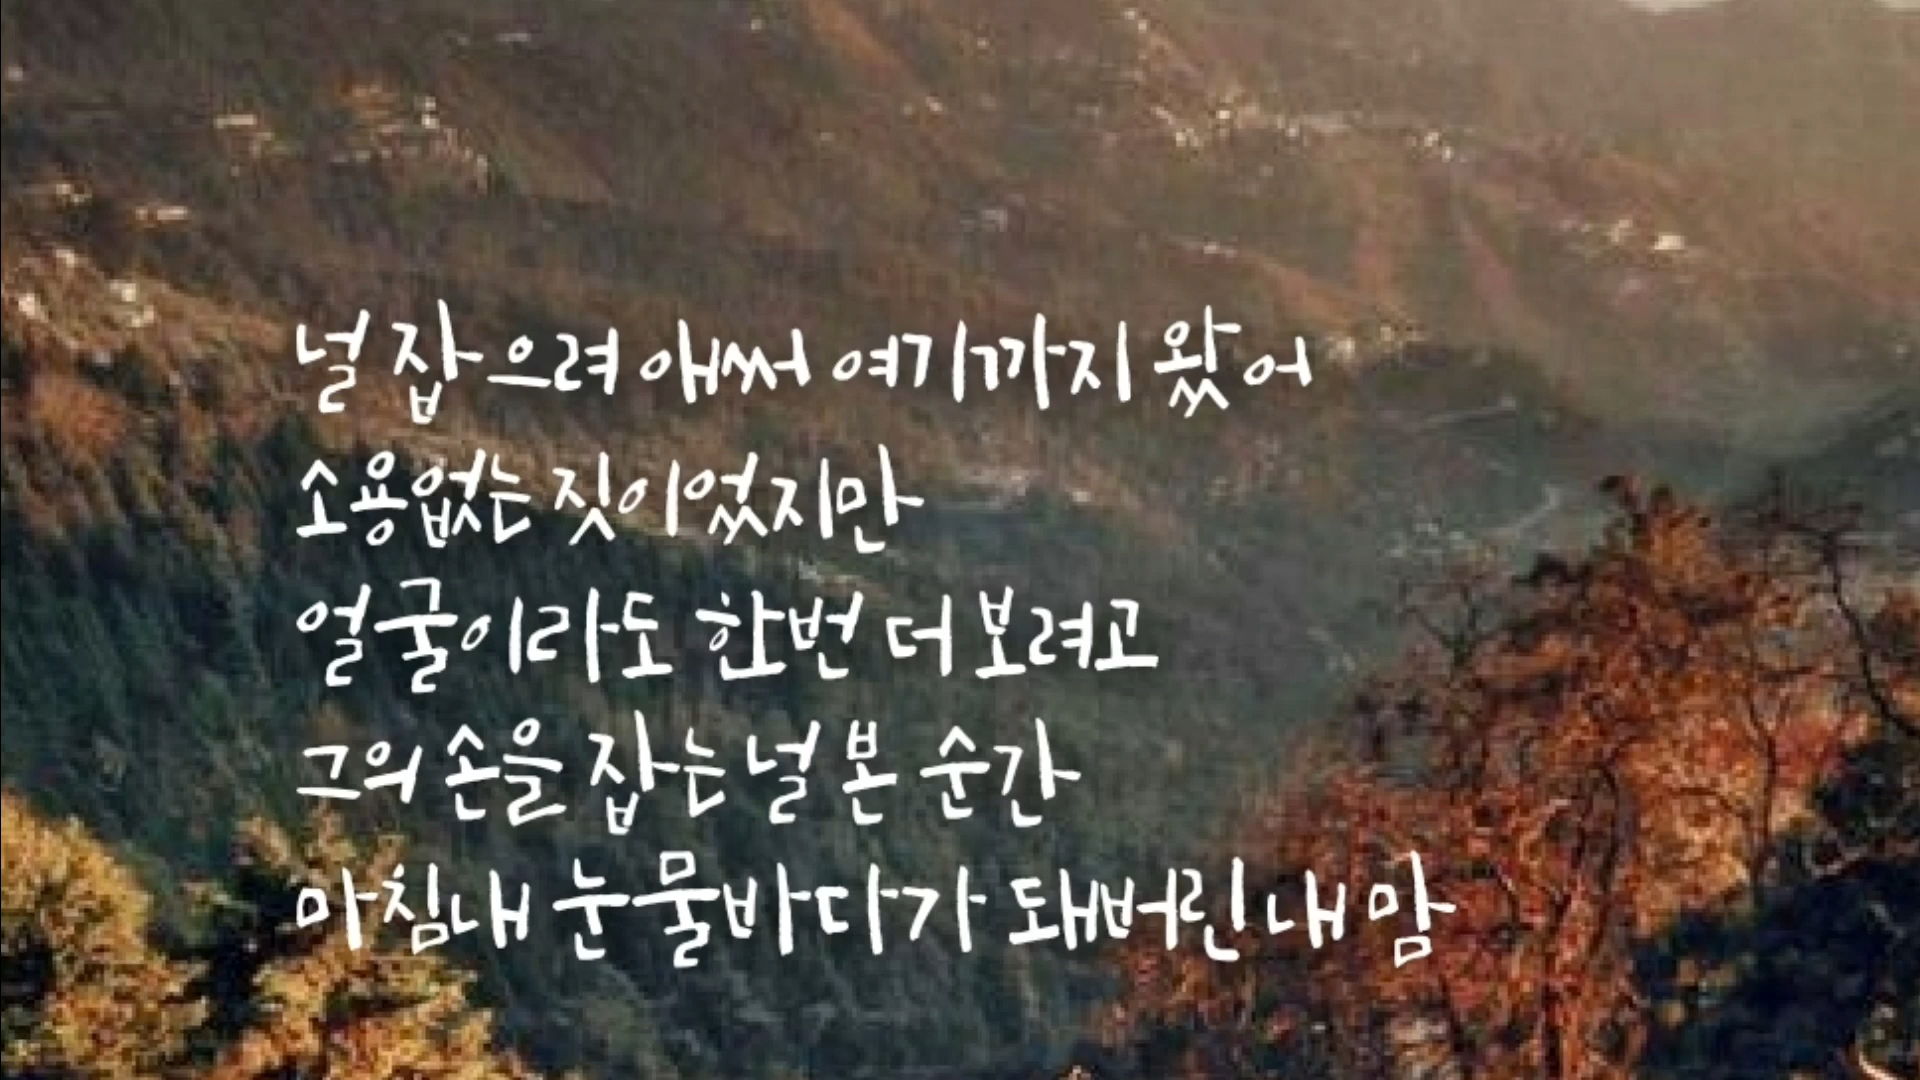 널 잡으려 애써 여기까지 왔어
소용없는 짓이었지만
얼굴이라도 한번 더 보려고
그의 손을 잡는 널 본 순간
마침내 눈물바다가 돼버린 내 맘